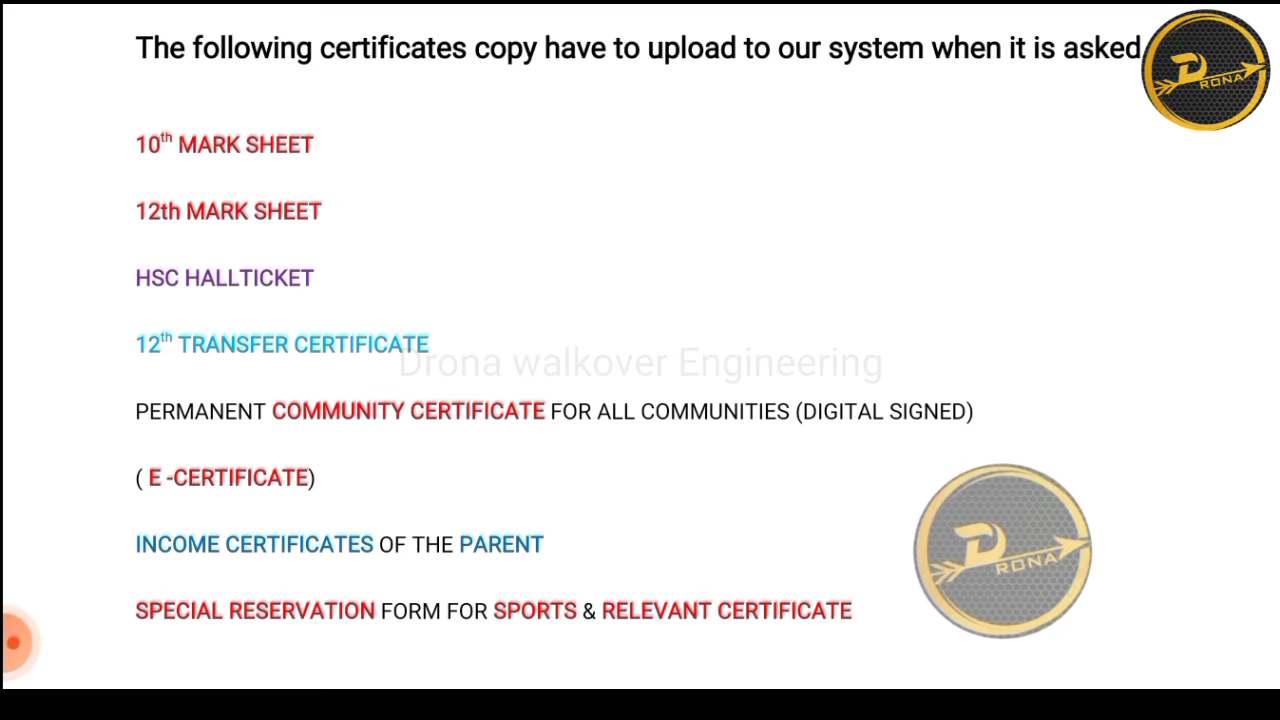 The following certificates copy have to upload to our system when it is asked
DRONA
10th MARK SHEET
12th MARK SHEET
HSC HALLTICKET
12th TRANSFER CERTIFICATE
Drona walkover Engineering
PERMANENT COMMUNITY CERTIFICATE FOR ALL COMMUNITIES (DIGITAL SIGNED)
( E -CERTIFICATE)
DRONA
INCOME CERTIFICATES OF THE PARENT
SPECIAL RESERVATION FORM FOR SPORTS & RELEVANT CERTIFICATE